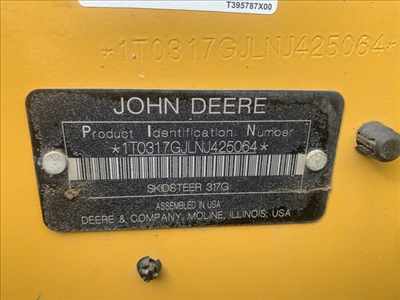 T395787X00
*1T0317GJLNJ425064*
JOHN DEERE
Product Identification Number
*1T0317GJLNJ425064*
SKIDSTEER 317G
ASSEMBLED IN USA
DEERE & COMPANY, MOLINE, ILLINOIS, USA